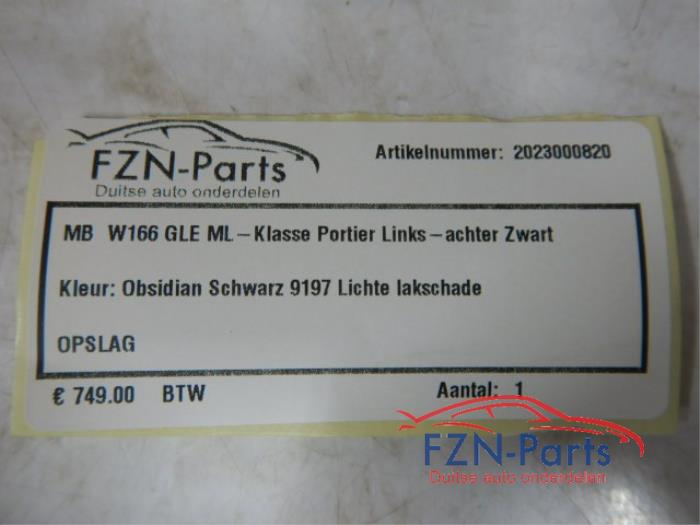 FZN-Parts
Duitse auto onderdelen
Artikelnummer: 2023000820
MB W166 GLE ML-Klasse Portier Links-achter Zwart
Kleur: Obsidian Schwarz 9197 Lichte lakschade
OPSLAG
€ 749.00 BTW Aantal: 1
FZN-Parts
Duitse auto onderdelen